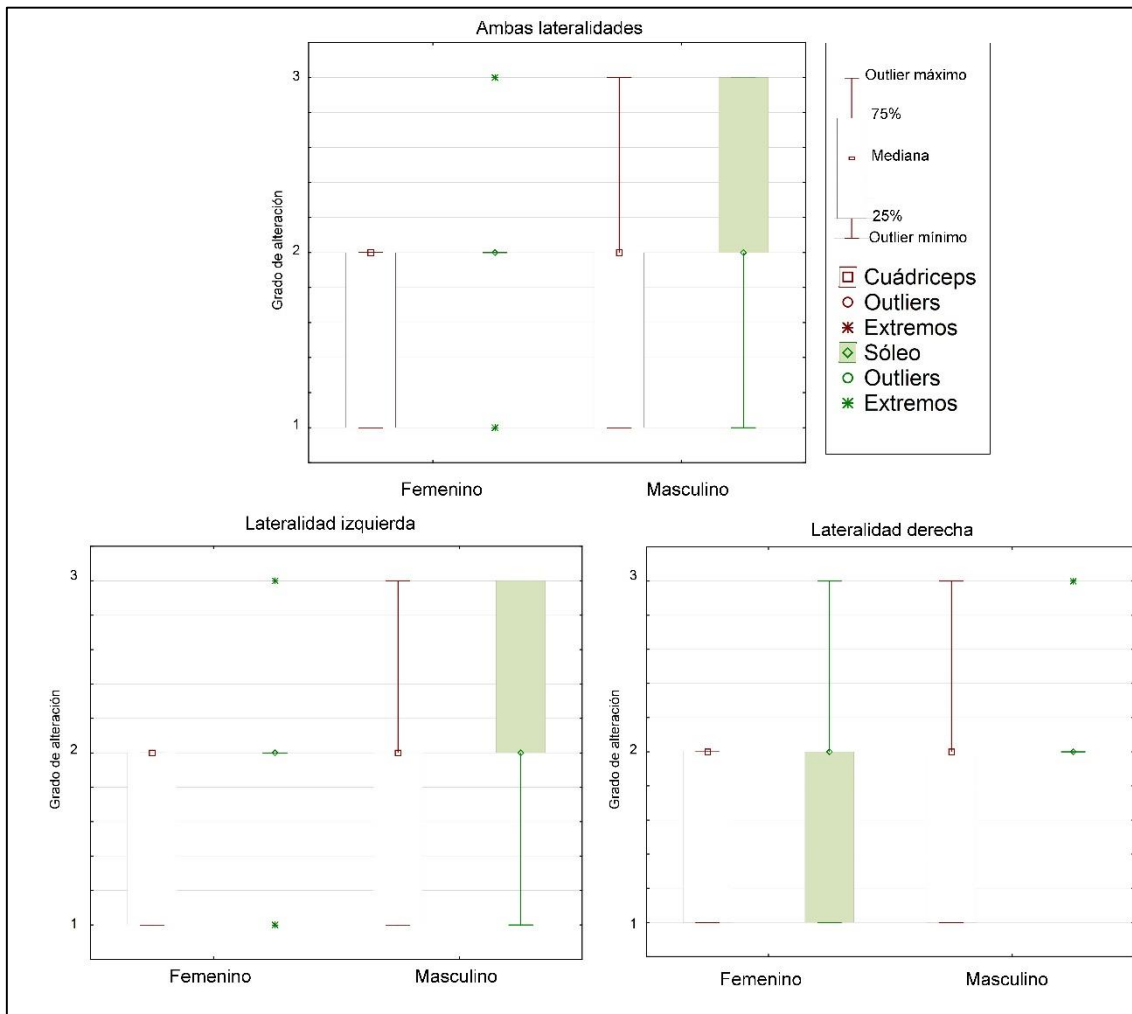 Ambas lateralidades
Grado de alteración
3
2
1
Femenino
Masculino
Outlier máximo
75%
Mediana
25%
Outlier mínimo
Cuádriceps
Outliers
Extremos
Sóleo
Outliers
Extremos
Lateralidad izquierda
Grado de alteración
3
2
1
Femenino
Masculino
Lateralidad derecha
Grado de alteración
3
2
1
Femenino
Masculino